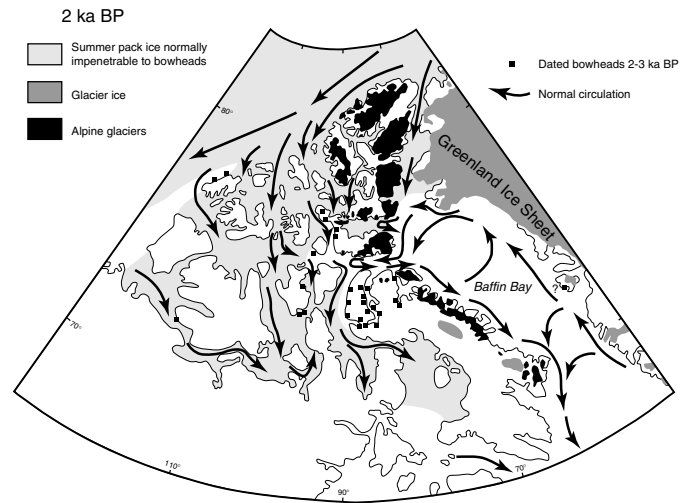 2 ka BP
Summer pack ice normally
impenetrable to bowheads
Glacier ice
Alpine glaciers
Dated bowheads 2-3 ka BP
Normal circulation
80°
Greenland Ice Sheet
Baffin Bay
?
70°
110°
90°
70°